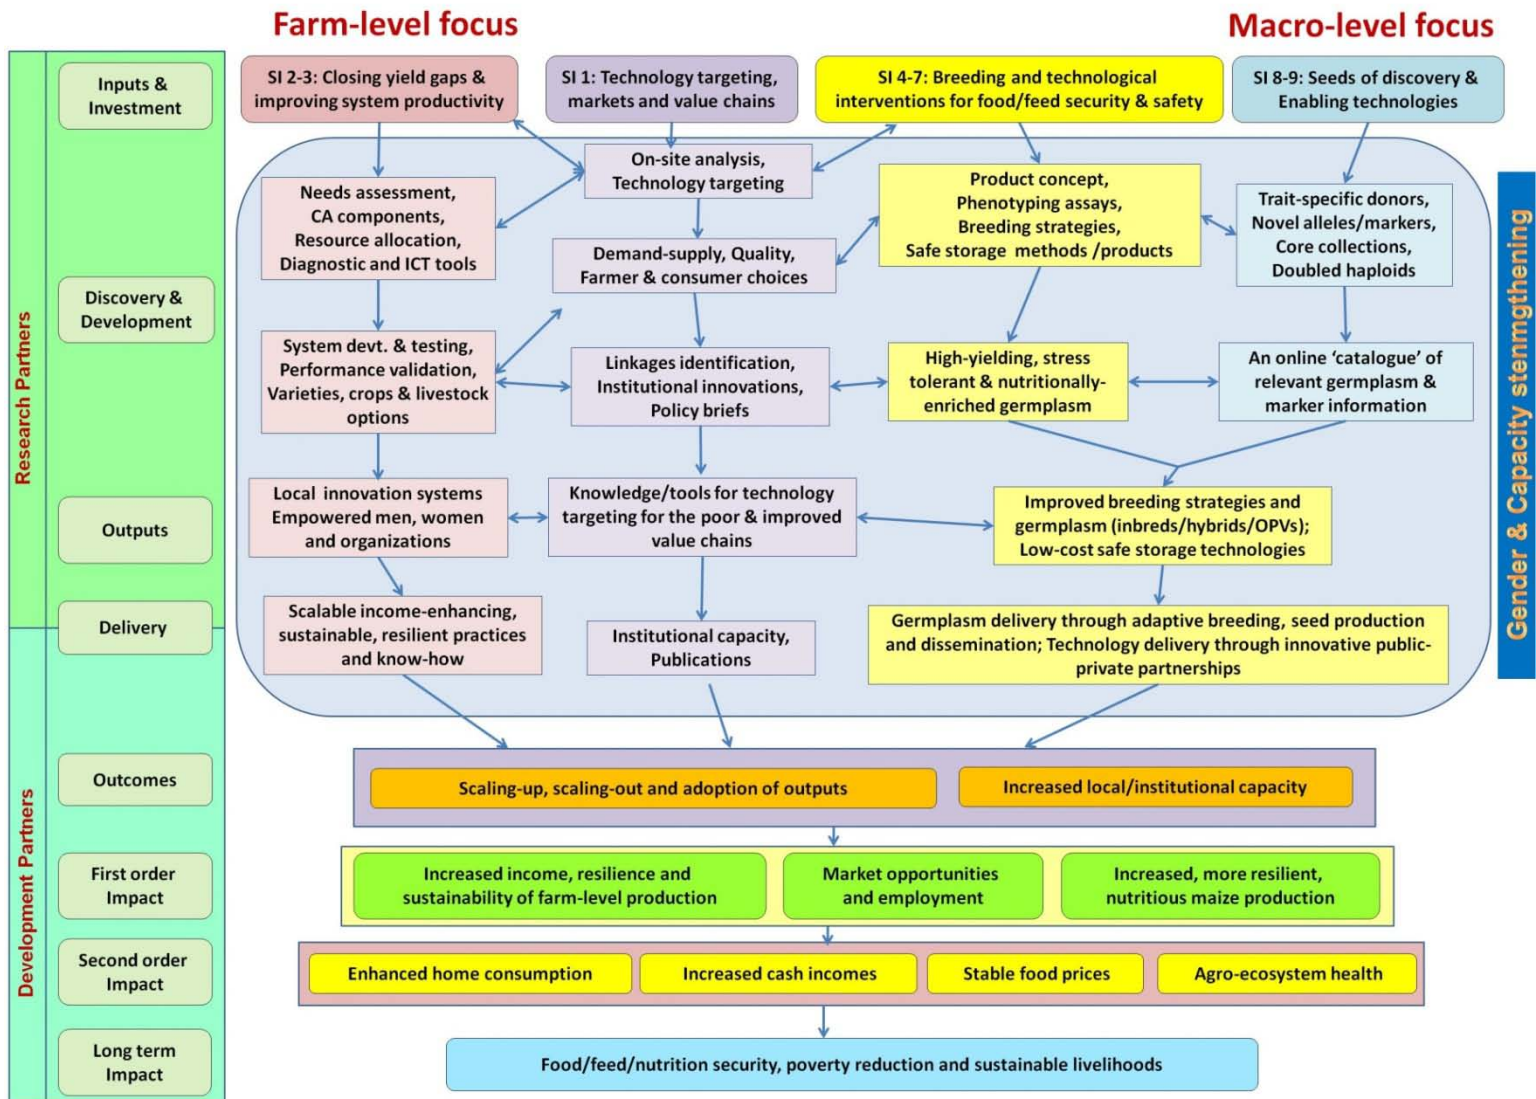 Farm-level focus
Macro-level focus
Research Partners
Development Partners
Inputs &
Investment
Discovery &
Development
Outputs
Delivery
Outcomes
First order
Impact
Second order
Impact
Long term
Impact
SI 2-3: Closing yield gaps &
improving system productivity
SI 1: Technology targeting,
markets and value chains
SI 4-7: Breeding and technological
interventions for food/feed security & safety
SI 8-9: Seeds of discovery &
Enabling technologies
On-site analysis,
Technology targeting
Needs assessment,
CA components,
Resource allocation,
Diagnostic and ICT tools
Product concept,
Phenotyping assays,
Breeding strategies,
Safe storage methods /products
Trait-specific donors,
Novel alleles/markers,
Core collections,
Doubled haploids
Demand-supply, Quality,
Farmer & consumer choices
System devt. & testing,
Performance validation,
Varieties, crops & livestock
options
Linkages identification,
Institutional innovations,
Policy briefs
High-yielding, stress
tolerant & nutritionally-
enriched germplasm
An online ‘catalogue’ of
relevant germplasm &
marker information
Local innovation systems
Empowered men, women
and organizations
Knowledge/tools for technology
targeting for the poor & improved
value chains
Improved breeding strategies and
germplasm (inbreds/hybrids/OPVs);
Low-cost safe storage technologies
Scalable income-enhancing,
sustainable, resilient practices
and know-how
Institutional capacity,
Publications
Germplasm delivery through adaptive breeding, seed production
and dissemination; Technology delivery through innovative public-
private partnerships
Gender & Capacity stenmgthening
Scaling-up, scaling-out and adoption of outputs
Increased local/institutional capacity
Increased income, resilience and
sustainability of farm-level production
Market opportunities
and employment
Increased, more resilient,
nutritious maize production
Enhanced home consumption
Increased cash incomes
Stable food prices
Agro-ecosystem health
Food/feed/nutrition security, poverty reduction and sustainable livelihoods